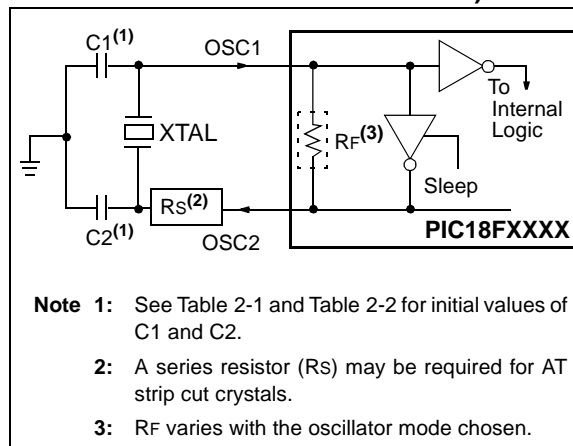 C1(1)
OSC1
To
Internal
Logic
XTAL
RF(3)
Sleep
RS(2)
C2(1)
OSC2
PIC18FXXXX
Note 1: See Table 2-1 and Table 2-2 for initial values of
C1 and C2.
2: A series resistor (RS) may be required for AT
strip cut crystals.
3: RF varies with the oscillator mode chosen.